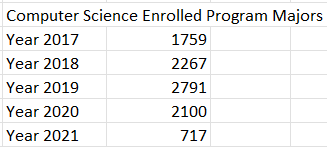 Computer Science Enrolled Program Majors
Year 2017 1759
Year 2018 2267
Year 2019 2791
Year 2020 2100
Year 2021 717